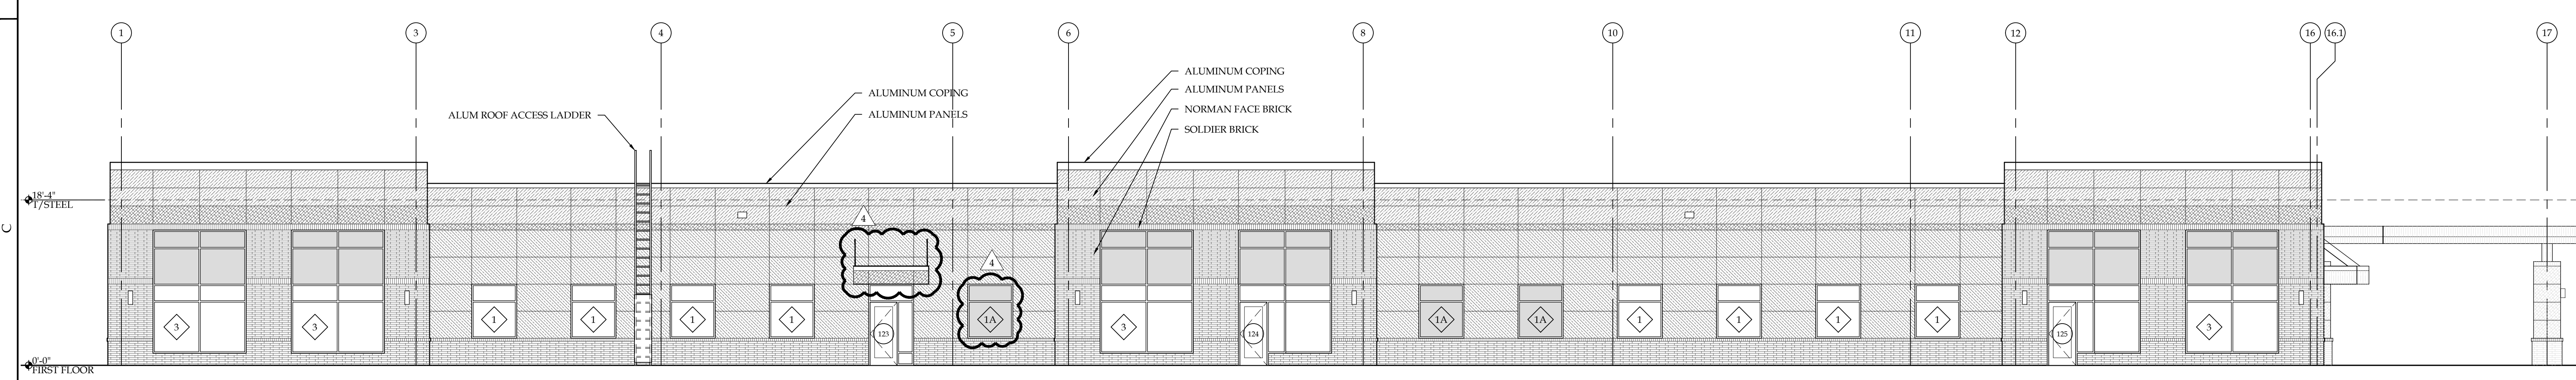 1
3
4
5
6
8
10
11
12
16
16.1
17
ALUMINUM COPING
ALUMINUM PANELS
NORMAN FACE BRICK
SOLDIER BRICK
ALUMINUM COPING
ALUMINUM PANELS
ALUM ROOF ACCESS LADDER
18'-4"
T/STEEL
C
4
4
3
3
1
1
1
1
123
1A
3
124
1A
1A
1
1
1
1
125
3
0'-0"
FIRST FLOOR